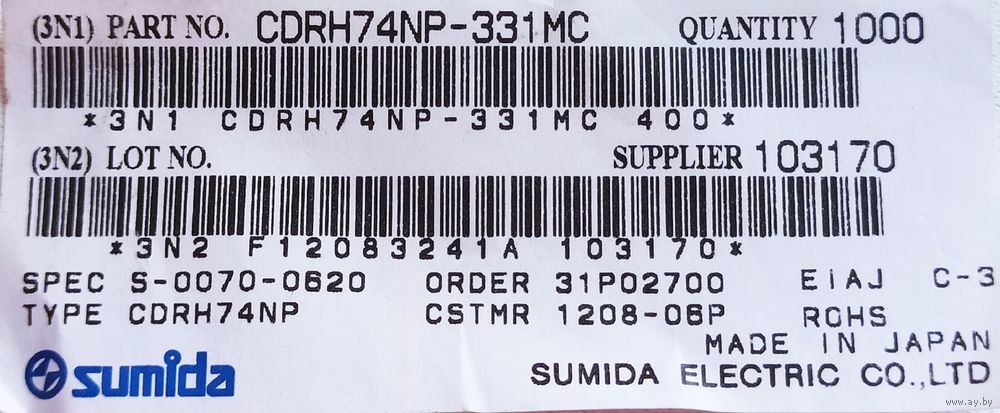 (3N1) PART NO. CDRH74NP-331MC QUANTITY 1000
*3N1 CDRH74NP-331MC 400*
(3N2) LOT NO. SUPPLIER 103170
*3N2 F12083241A 103170*
SPEC S-0070-0620 ORDER 31P02700 EIAJ C-3
TYPE CDRH74NP CSTMR 1208-06P ROHS
MADE IN JAPAN
sumida SUMIDA ELECTRIC CO.,LTD
www.ay.by